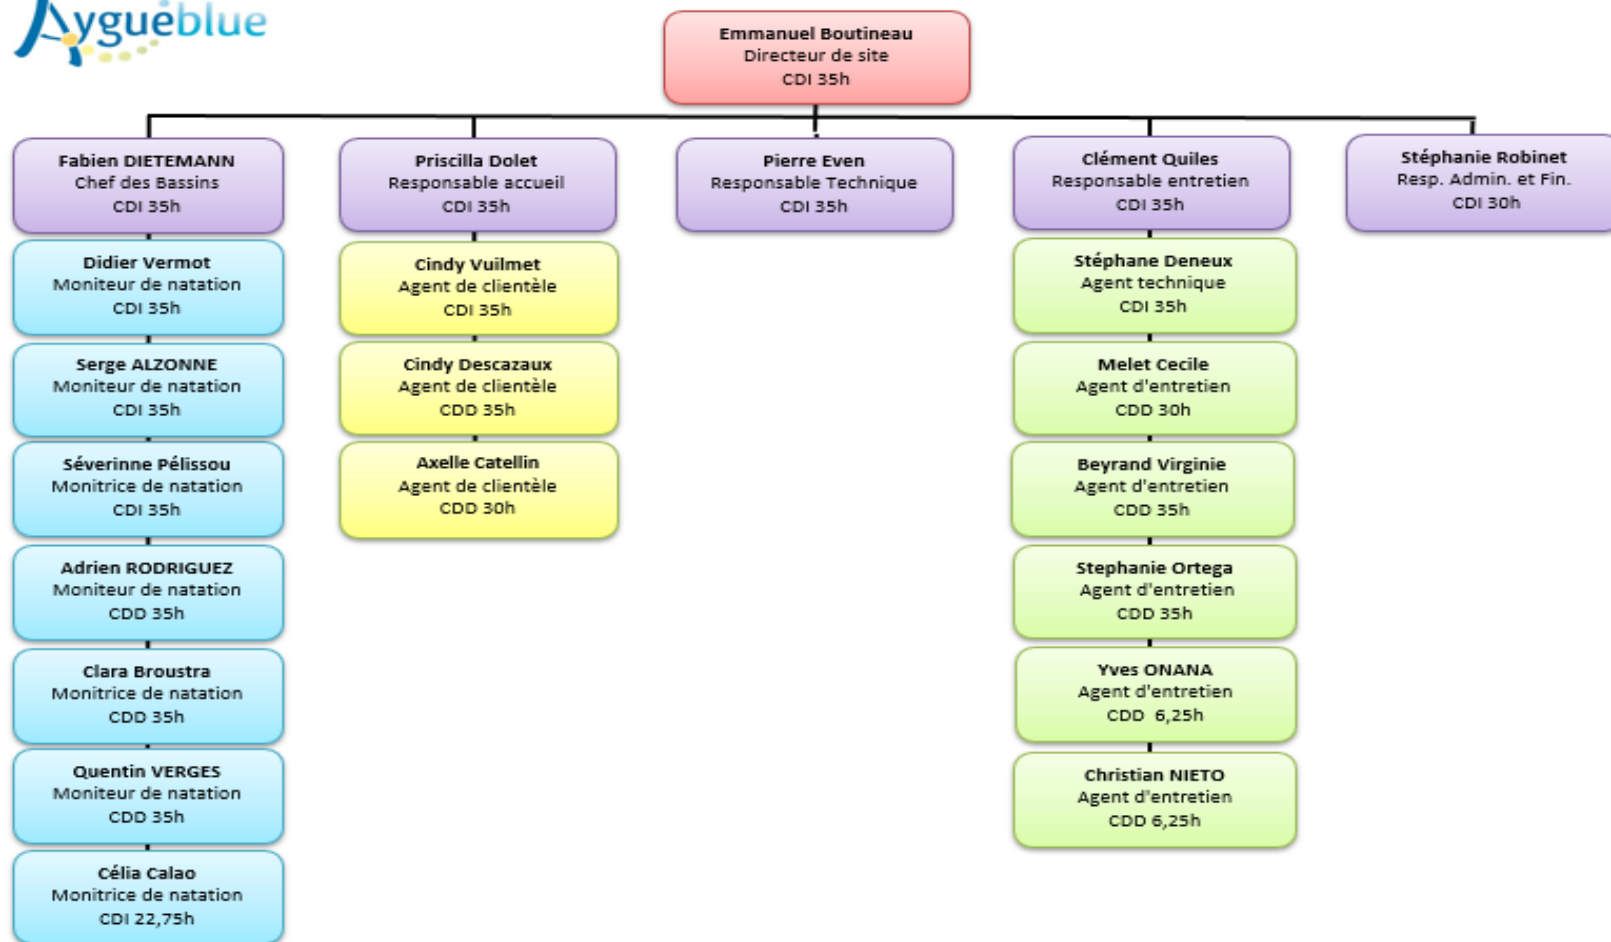 Aygueblue
Emmanuel Boutineau
Directeur de site
CDI 35h
Fabien DIETEMANN
Chef des Bassins
CDI 35h
Priscilla Dolet
Responsable accueil
CDI 35h
Pierre Even
Responsable Technique
CDI 35h
Clément Quiles
Responsable entretien
CDI 35h
Stéphanie Robinet
Resp. Admin. et Fin.
CDI 30h
Didier Vermot
Moniteur de natation
CDI 35h
Serge ALZONNE
Moniteur de natation
CDI 35h
Séverinne Pélissou
Monitrice de natation
CDI 35h
Adrien RODRIGUEZ
Moniteur de natation
CDD 35h
Clara Broustra
Monitrice de natation
CDD 35h
Quentin VERGES
Moniteur de natation
CDD 35h
Célia Calao
Monitrice de natation
CDI 22,75h
Cindy Vuilmet
Agent de clientèle
CDI 35h
Cindy Descazaux
Agent de clientèle
CDD 35h
Axelle Catellin
Agent de clientèle
CDD 30h
Stéphane Deneux
Agent technique
CDI 35h
Melet Cecile
Agent d'entretien
CDD 30h
Beyrand Virginie
Agent d'entretien
CDD 35h
Stephanie Ortega
Agent d'entretien
CDD 35h
Yves ONANA
Agent d'entretien
CDD 6,25h
Christian NIETO
Agent d'entretien
CDD 6,25h